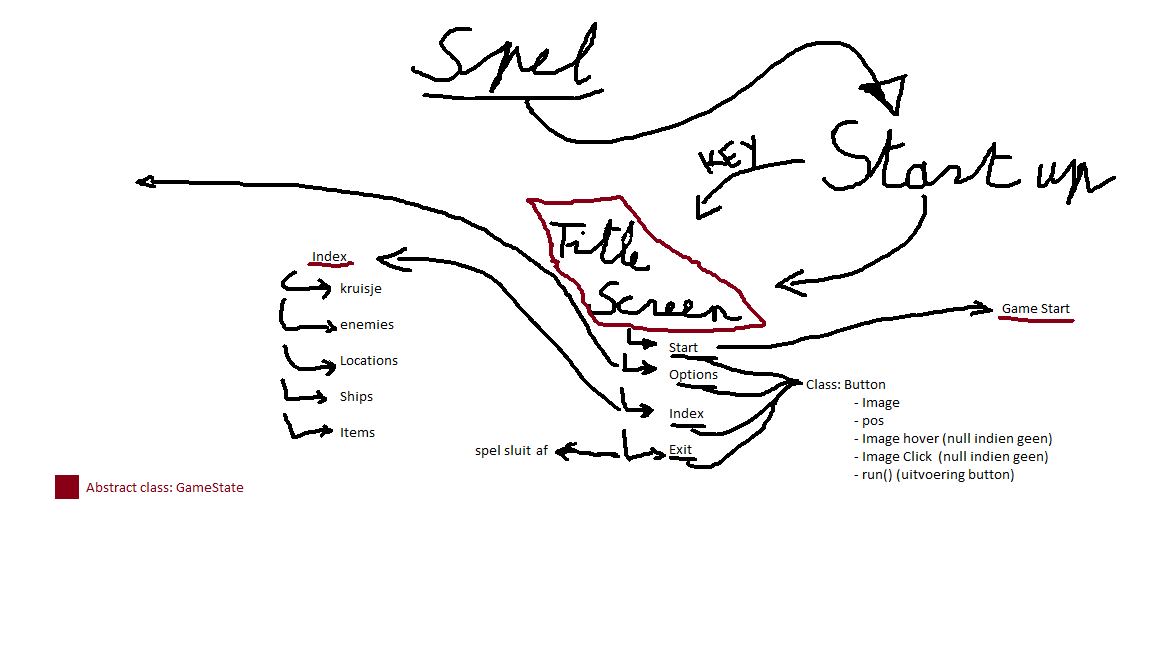 Spel
Start up
KEY
Title
Screen
Index
kruisje
enemies
Locations
Ships
Items
Start
Options
Index
Exit
spel sluit af
Game Start
Class: Button
- Image
- pos
- Image hover (null indien geen)
- Image Click (null indien geen)
- run() (uitvoering button)
Abstract class: GameState